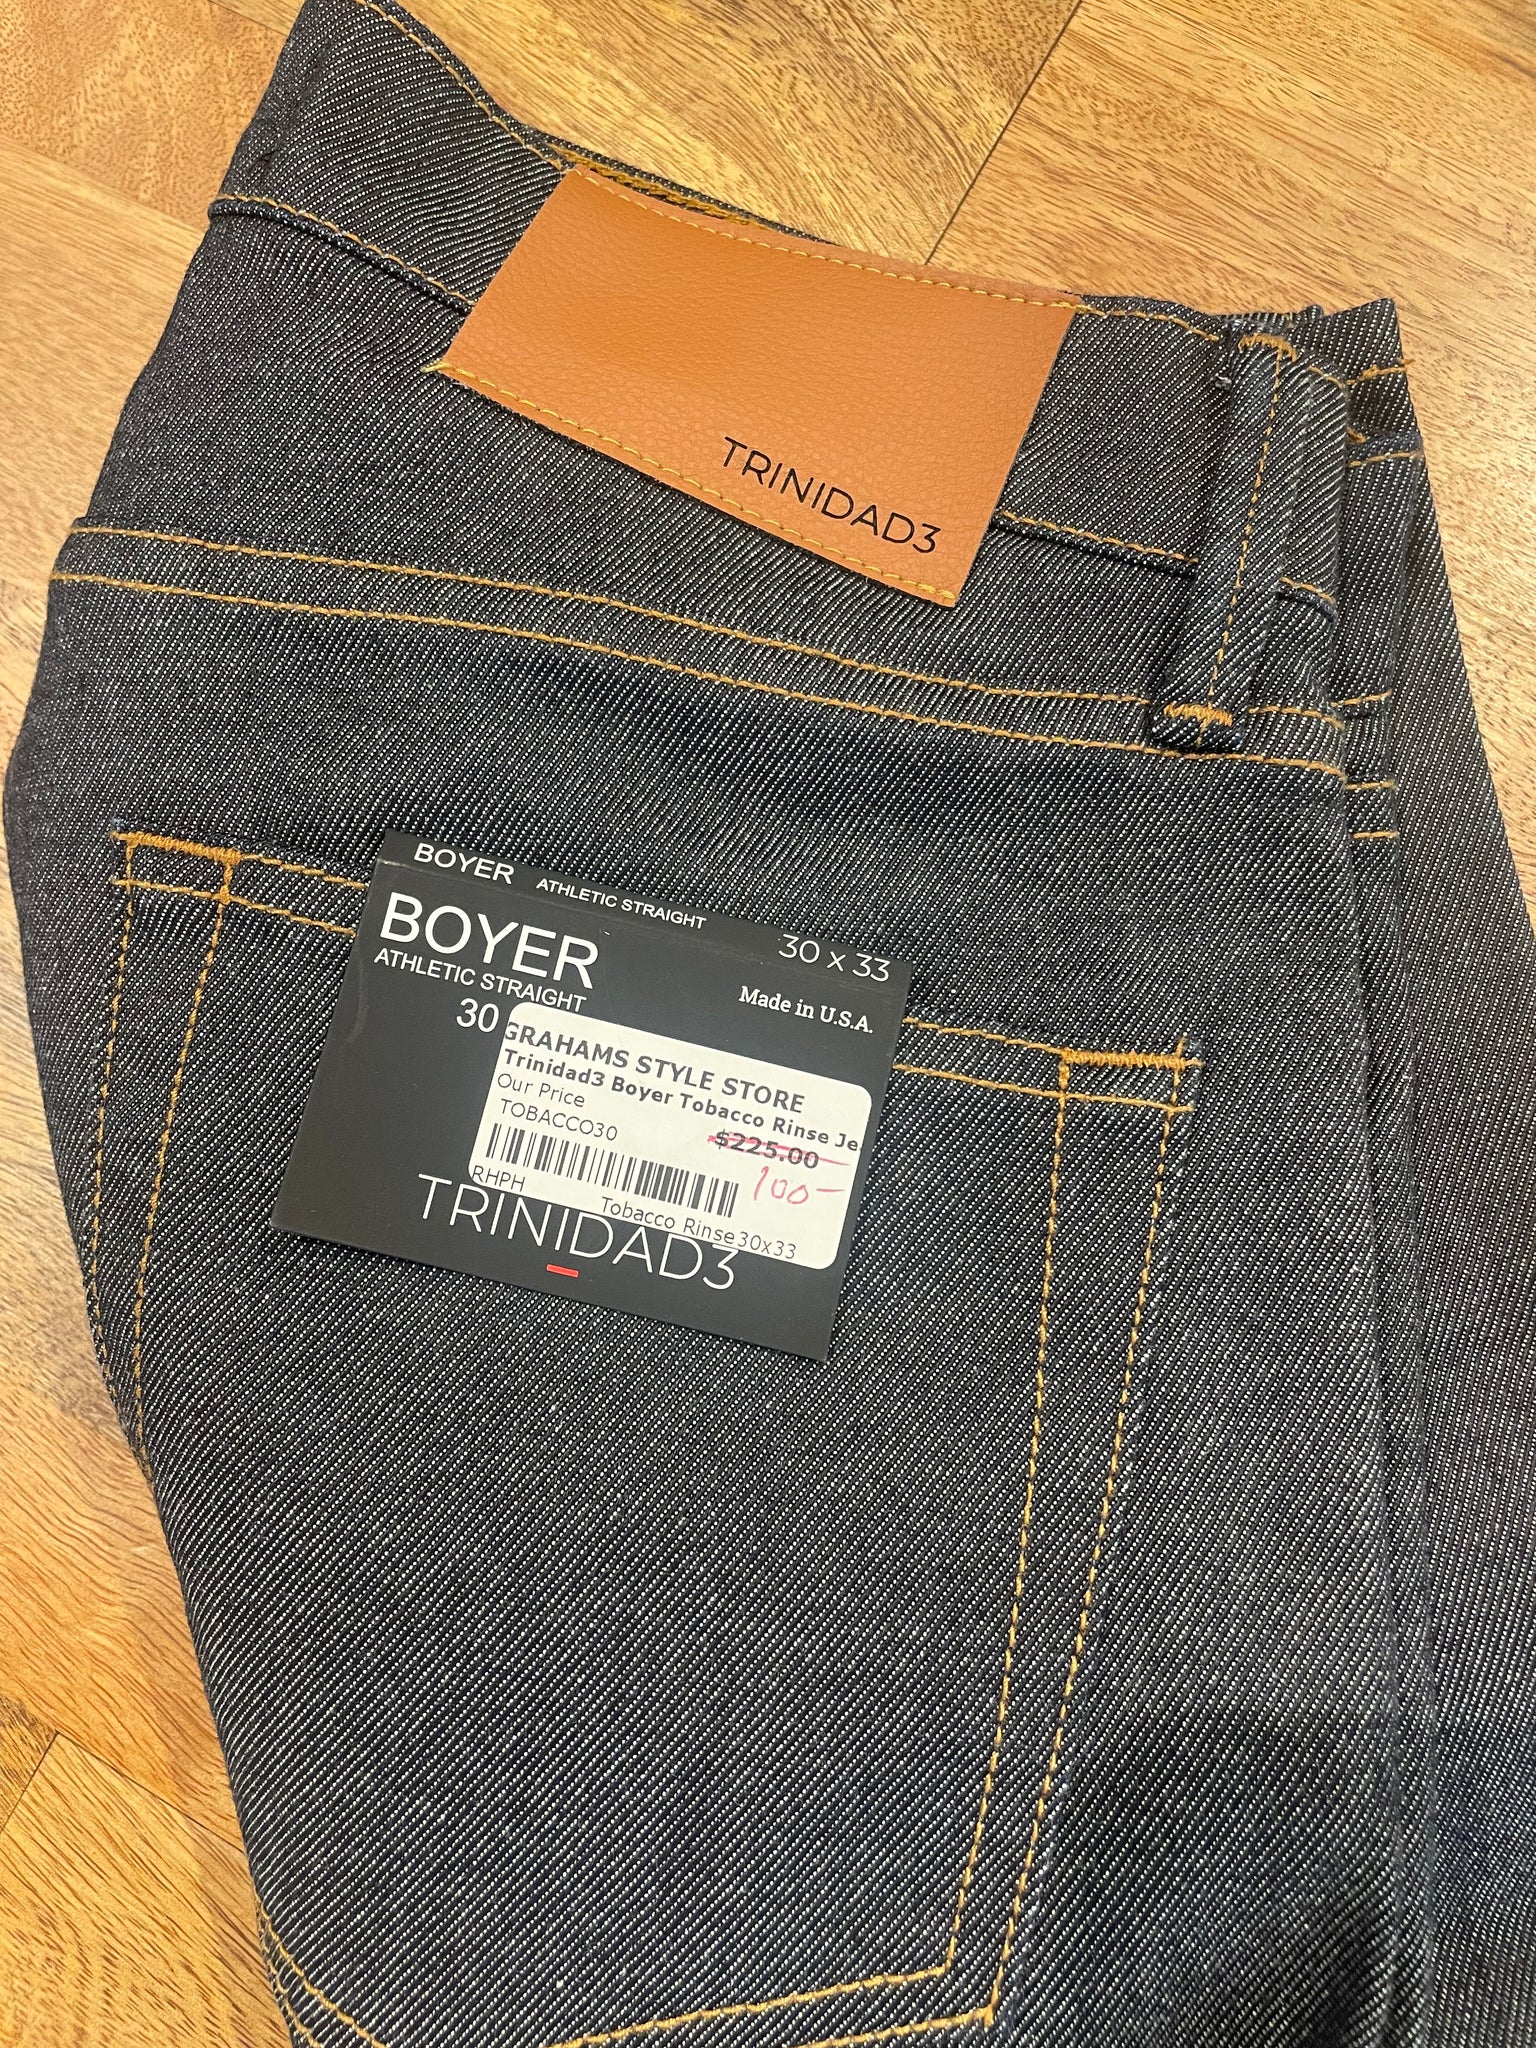 TRINIDAD3
BOYER ATHLETIC STRAIGHT
30 x 33
BOYER
ATHLETIC STRAIGHT
30
Made in U.S.A.
GRAHAMS STYLE STORE
Trinidad3 Boyer Tobacco Rinse Je
Our Price
$225.00
TOBACCO30
100-
RHPH
Tobacco Rinse30x33
TRINIDAD3